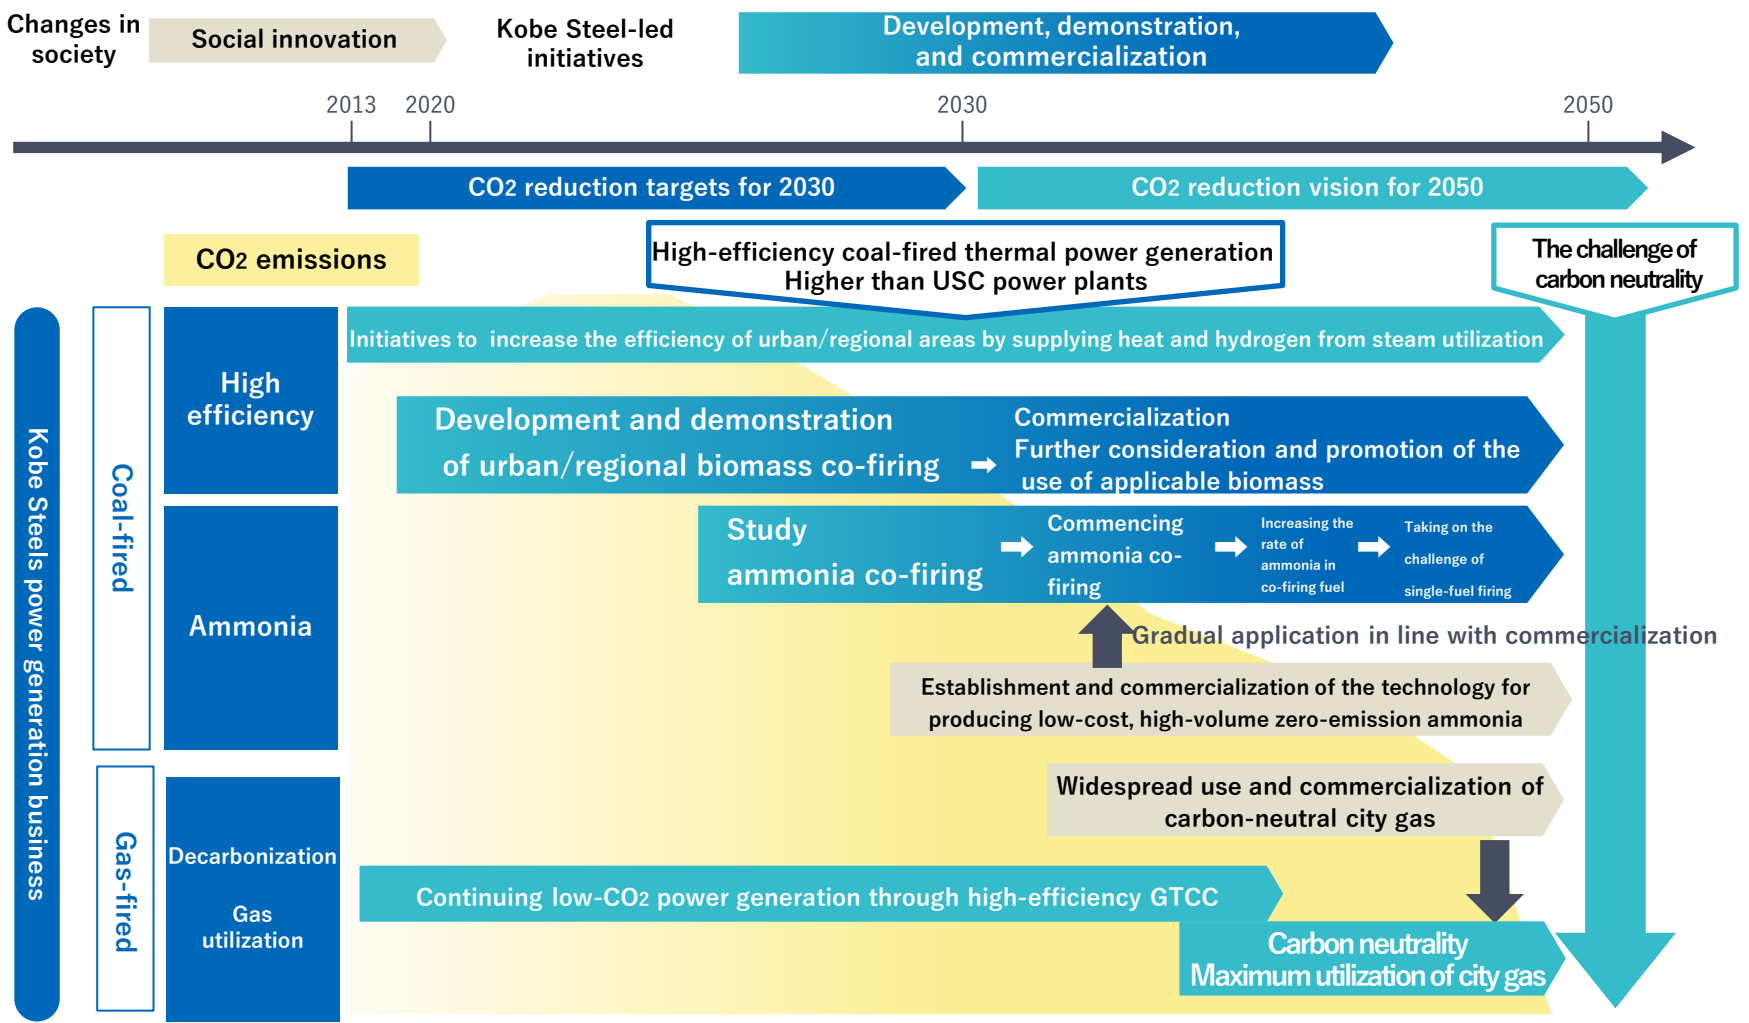 Changes in
society
Social innovation
Kobe Steel-led
initiatives
Development, demonstration,
and commercialization
2013
2020
2030
2050
CO2 reduction targets for 2030
CO2 reduction vision for 2050
CO2 emissions
High-efficiency coal-fired thermal power generation
Higher than USC power plants
The challenge of
carbon neutrality
Kobe Steels power generation business
Coal-fired
High
efficiency
Initiatives to increase the efficiency of urban/regional areas by supplying heat and hydrogen from steam utilization
Development and demonstration
of urban/regional biomass co-firing
Commercialization
Further consideration and promotion of the
use of applicable biomass
Ammonia
Study
ammonia co-firing
Commencing
ammonia co-
firing
Increasing the
rate of
ammonia in
co-firing fuel
Taking on the
challenge of
single-fuel firing
Gradual application in line with commercialization
Establishment and commercialization of the technology for
producing low-cost, high-volume zero-emission ammonia
Gas-fired
Decarbonization
Gas
utilization
Widespread use and commercialization of
carbon-neutral city gas
Continuing low-CO2 power generation through high-efficiency GTCC
Carbon neutrality
Maximum utilization of city gas